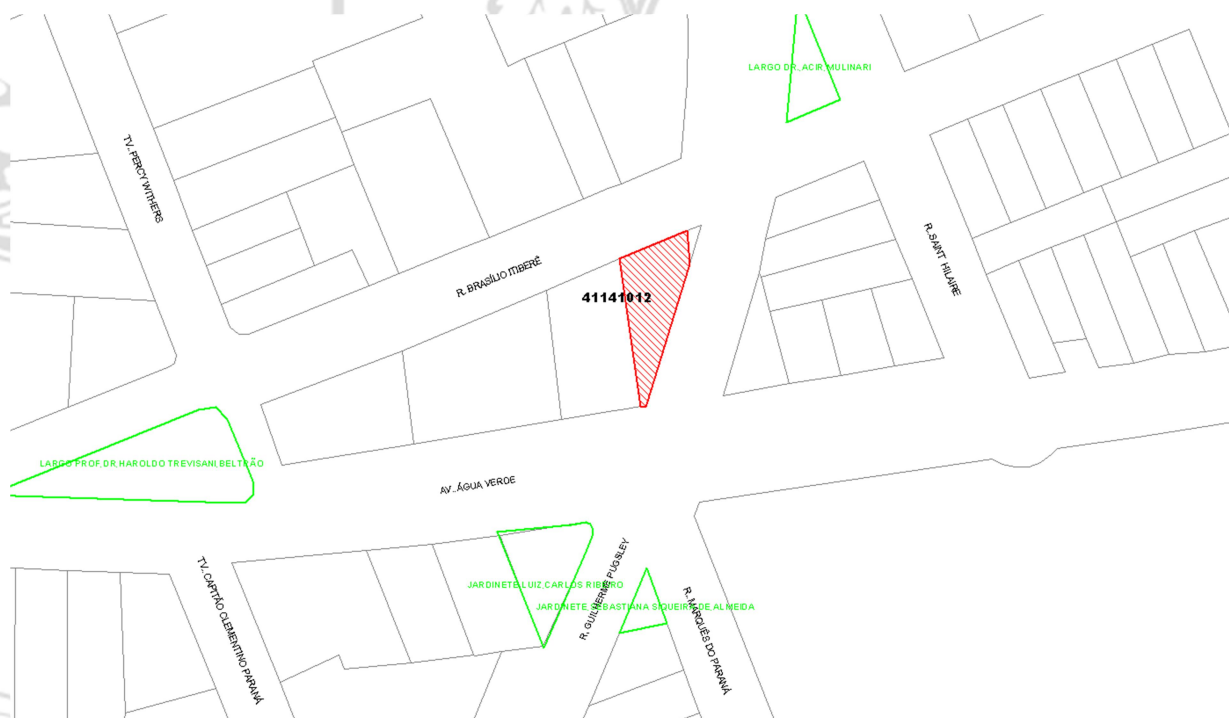 LARGO DR. ACIR MULINARI
TV. PERCY WITHERS
R. SAINT HILAIRE
R. BRASÍLIO ITIBERÊ
41141012
LARGO PROF. DR. HAROLDO TREVISANI BELTRÃO
AV. ÁGUA VERDE
R. GUILHERME PUGSLEY
JARDINETE LUIZ CARLOS RIBEIRO
JARDINETE SEBASTIANA SIQUEIRA DE ALMEIDA
TV. CAPITÃO CLEMENTINO PARANÁ
R. MARQUÊS DO PARANÁ